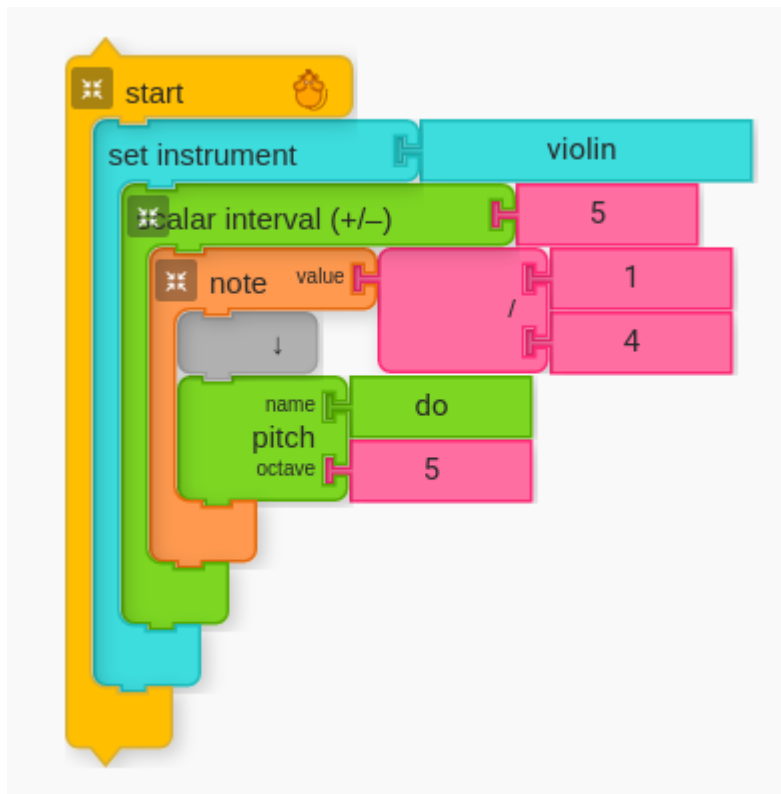 start
set instrument violin
scalar interval (+/–) 5
note value / 1
4
↓
name do
pitch
octave 5